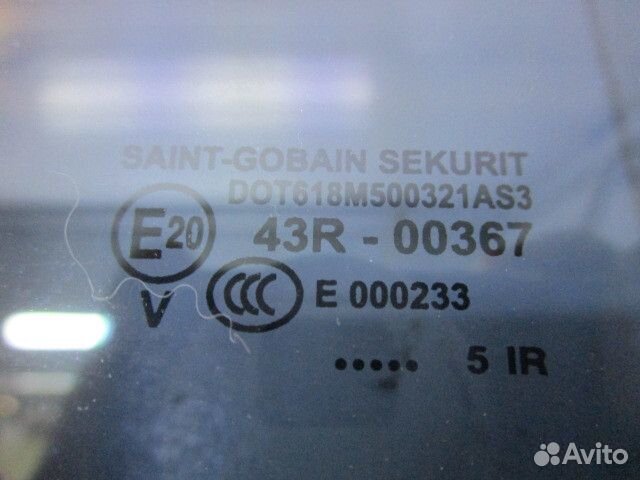 SAINT-GOBAIN SEKURIT
DOT618M500321AS3
E20 43R - 00367
V CCC E 000233
..... 5 IR
Avito